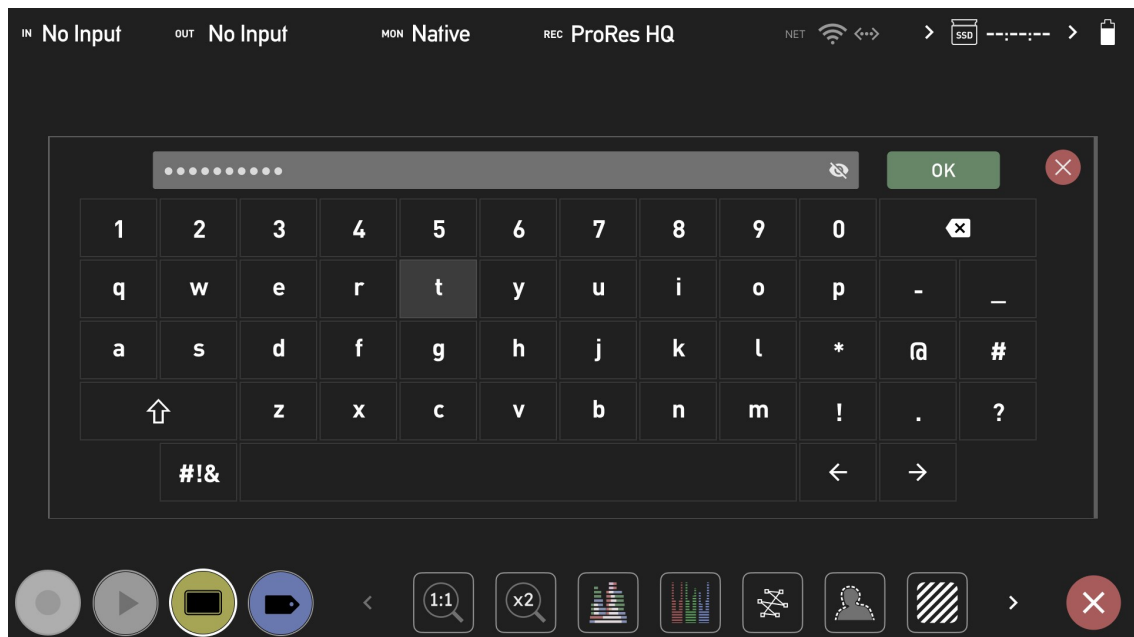 IN No Input OUT No Input MON Native REC ProRes HQ NET SSD --:--:--
●●●●●●●●●● OK
1 2 3 4 5 6 7 8 9 0
q w e r t y u i o p - _
a s d f g h j k l * @ #
z x c v b n m ! . ?
#!& ← →
1:1 x2